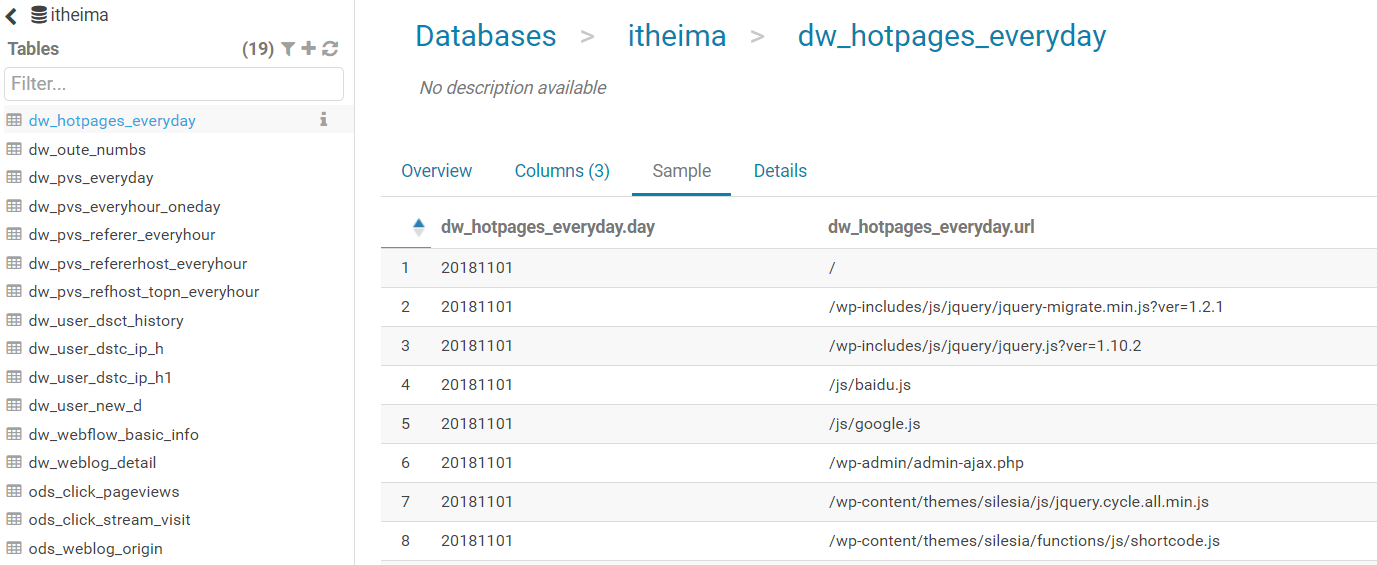 itheima
Tables (19)
Filter...
dw_hotpages_everyday
dw_oute_numbs
dw_pvs_everyday
dw_pvs_everyhour_oneday
dw_pvs_referer_everyhour
dw_pvs_refererhost_everyhour
dw_pvs_refhost_topn_everyhour
dw_user_dsct_history
dw_user_dstc_ip_h
dw_user_dstc_ip_h1
dw_user_new_d
dw_webflow_basic_info
dw_weblog_detail
ods_click_pageviews
ods_click_stream_visit
ods_weblog_origin
Databases > itheima > dw_hotpages_everyday
No description available
Overview Columns (3) Sample Details
dw_hotpages_everyday.day dw_hotpages_everyday.url
1 20181101 /
2 20181101 /wp-includes/js/jquery/jquery-migrate.min.js?ver=1.2.1
3 20181101 /wp-includes/js/jquery/jquery.js?ver=1.10.2
4 20181101 /js/baidu.js
5 20181101 /js/google.js
6 20181101 /wp-admin/admin-ajax.php
7 20181101 /wp-content/themes/silesia/js/jquery.cycle.all.min.js
8 20181101 /wp-content/themes/silesia/functions/js/shortcode.js